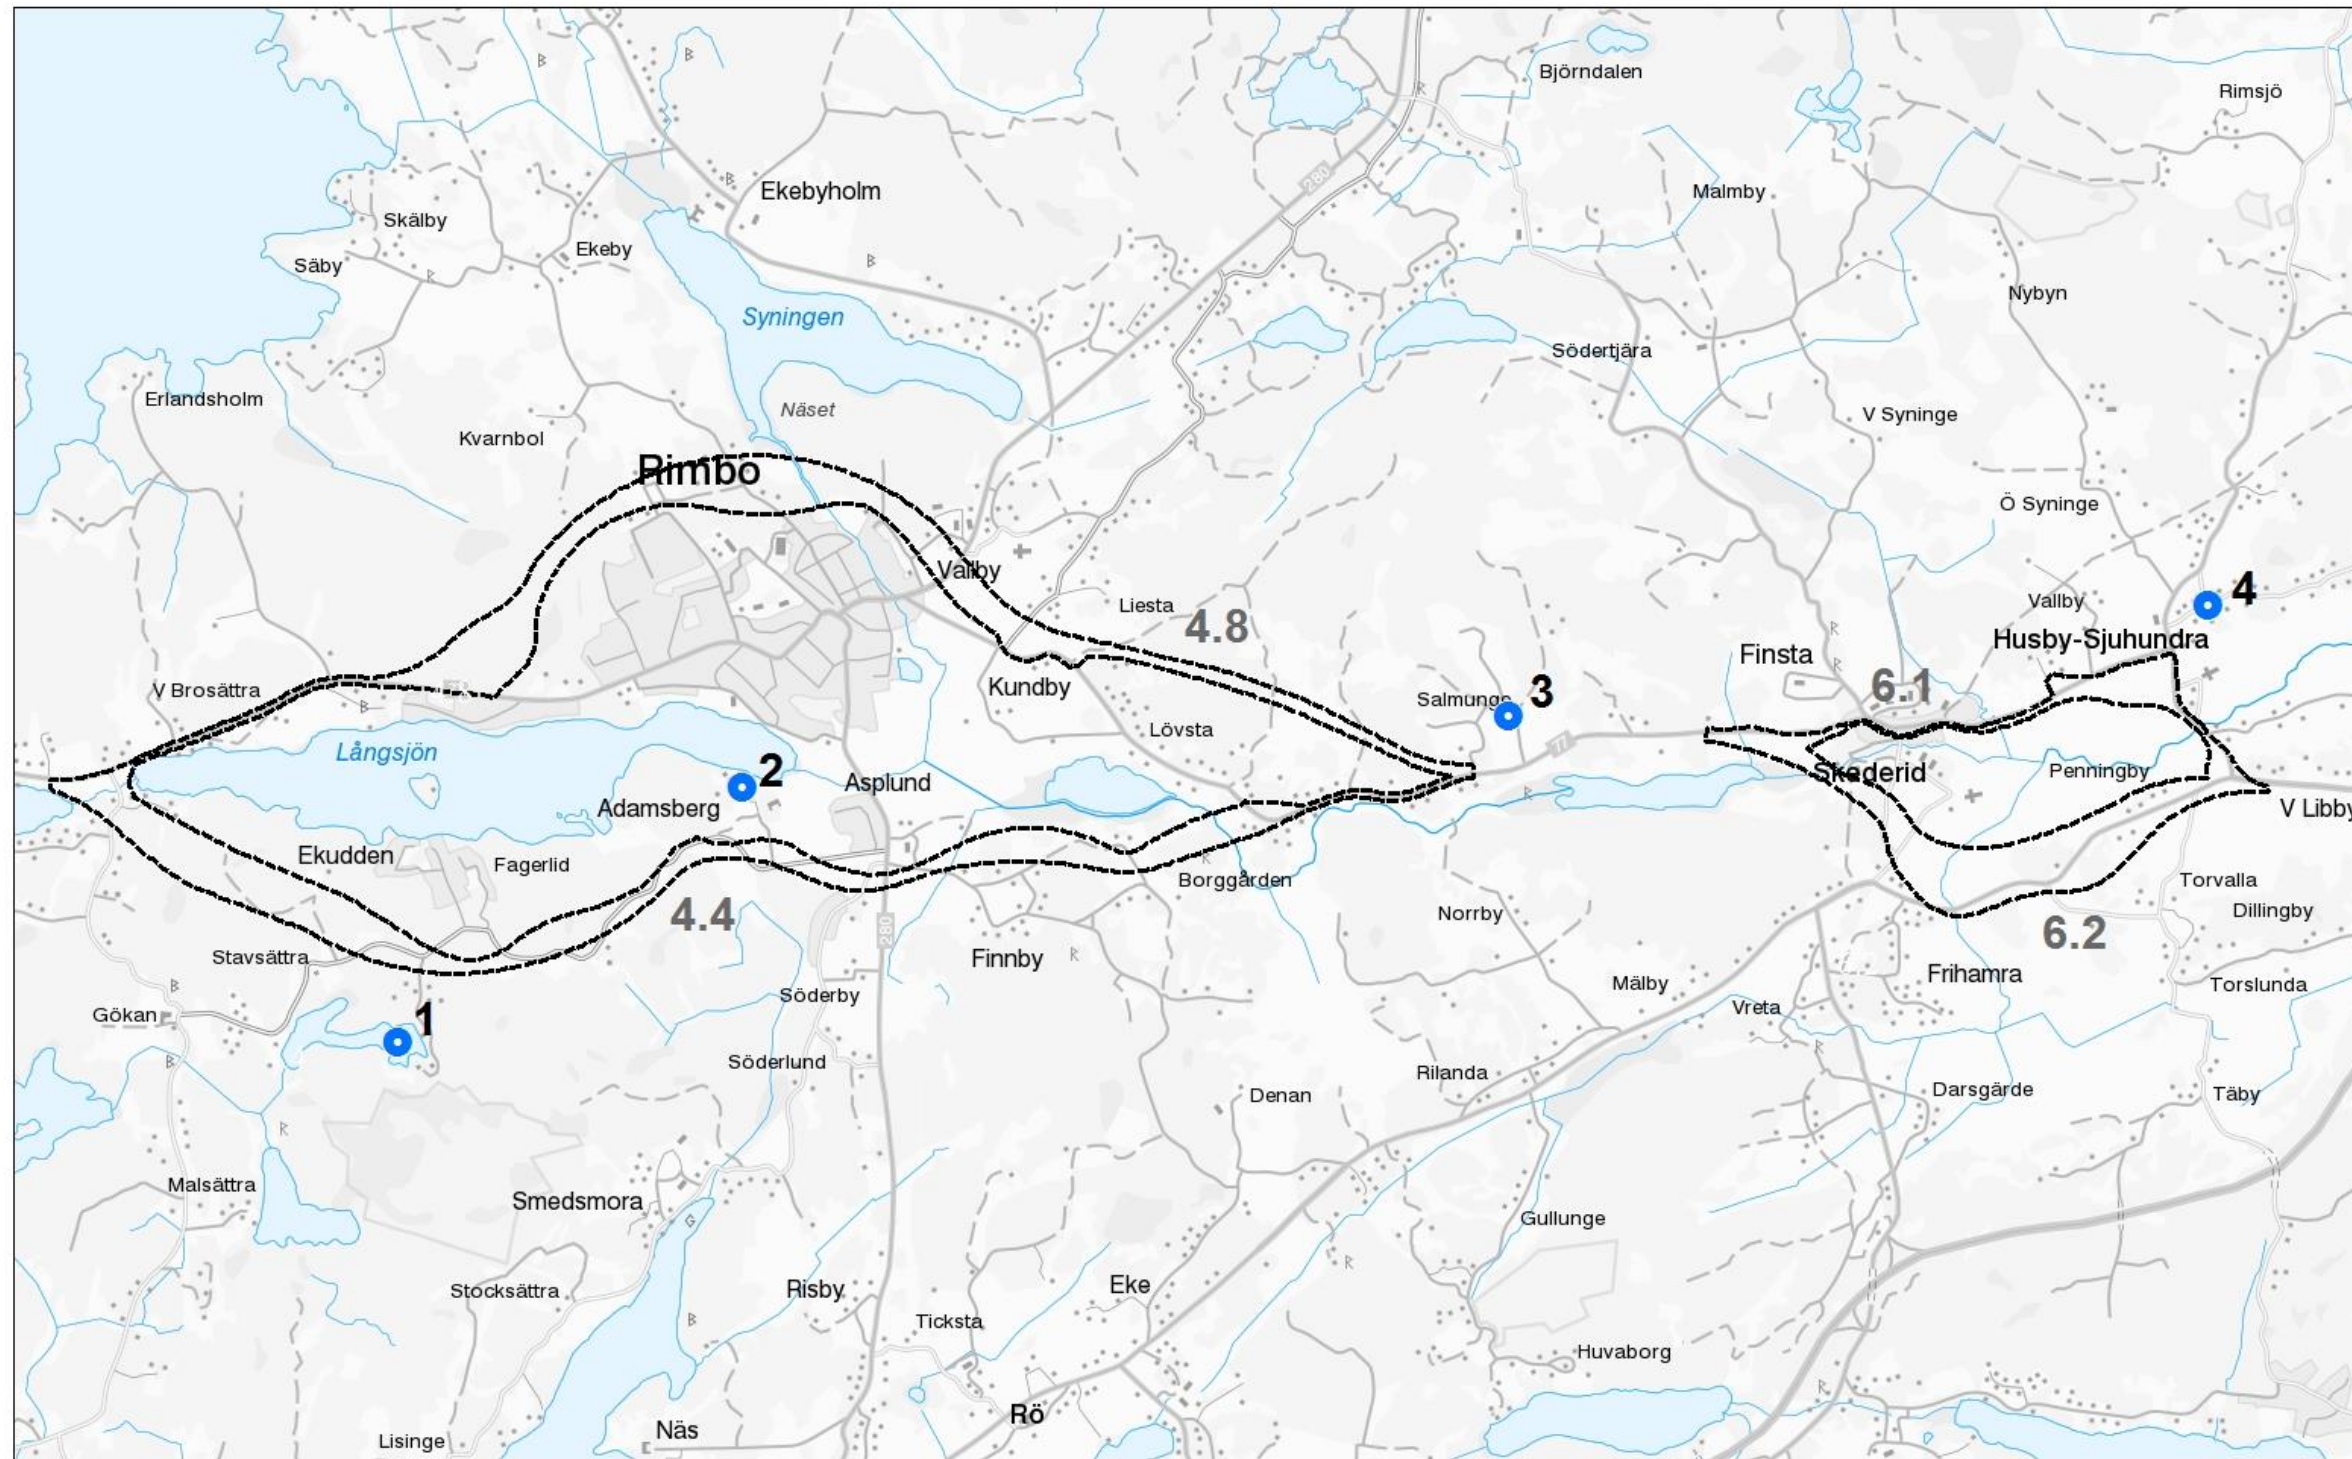 Björndalen
Rimsjö
Ekebyholm
280
Malmby
Skälby
Ekeby
Säby
Nybyn
Syningen
Södertjära
Erlandsholm
Näset
V Syninge
Kvarnbol
Rimbo
Ö Syninge
Vallby
4
Liesta
4.8
Vallby
Husby-Sjuhundra
Finsta
6.1
Kundby
3
V Brosättra
Salmunge
Lövsta
77
Långsjön
2
Asplund
Skederid
Penningby
Adamsberg
V Libby
Ekudden
Fagerlid
Borggården
Torvalla
4.4
Norrby
Dillingby
280
6.2
Stavsättra
Finnby
Frihamra
Mälby
Torslunda
Söderby
Vreta
Gökan
1
Söderlund
Rilanda
Denan
Darsgärde
Täby
Malsättra
Smedsmora
Gullunge
Stocksättra
Risby
Eke
Ticksta
Huvaborg
Rö
Näs
Lisinge